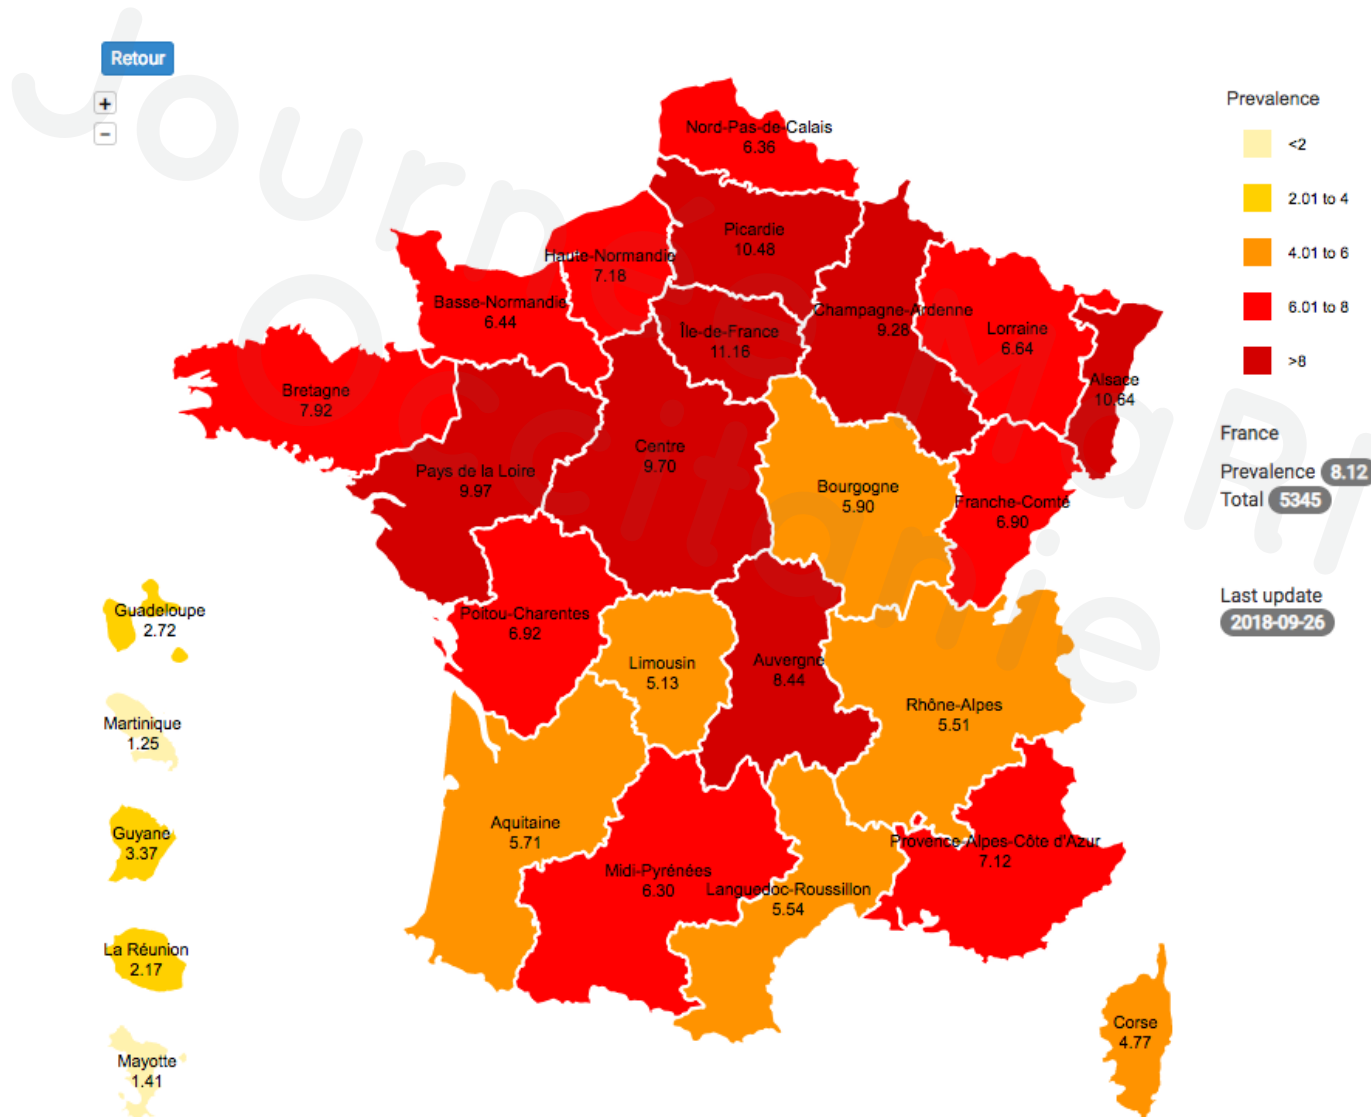 Retour
+
−
Journées MaRI
Occitanie
Nord-Pas-de-Calais
6.36
Picardie
10.48
Haute-Normandie
7.18
Basse-Normandie
6.44
Champagne-Ardenne
9.28
Lorraine
6.64
Île-de-France
11.16
Alsace
10.64
Bretagne
7.92
Centre
9.70
Pays de la Loire
9.97
Bourgogne
5.90
Franche-Comté
6.90
Poitou-Charentes
6.92
Limousin
5.13
Auvergne
8.44
Rhône-Alpes
5.51
Aquitaine
5.71
Midi-Pyrénées
6.30
Languedoc-Roussillon
5.54
Provence-Alpes-Côte d'Azur
7.12
Corse
4.77
Guadeloupe
2.72
Martinique
1.25
Guyane
3.37
La Réunion
2.17
Mayotte
1.41
Prevalence
<2
2.01 to 4
4.01 to 6
6.01 to 8
>8
France
Prevalence 8.12
Total 5345
Last update
2018-09-26